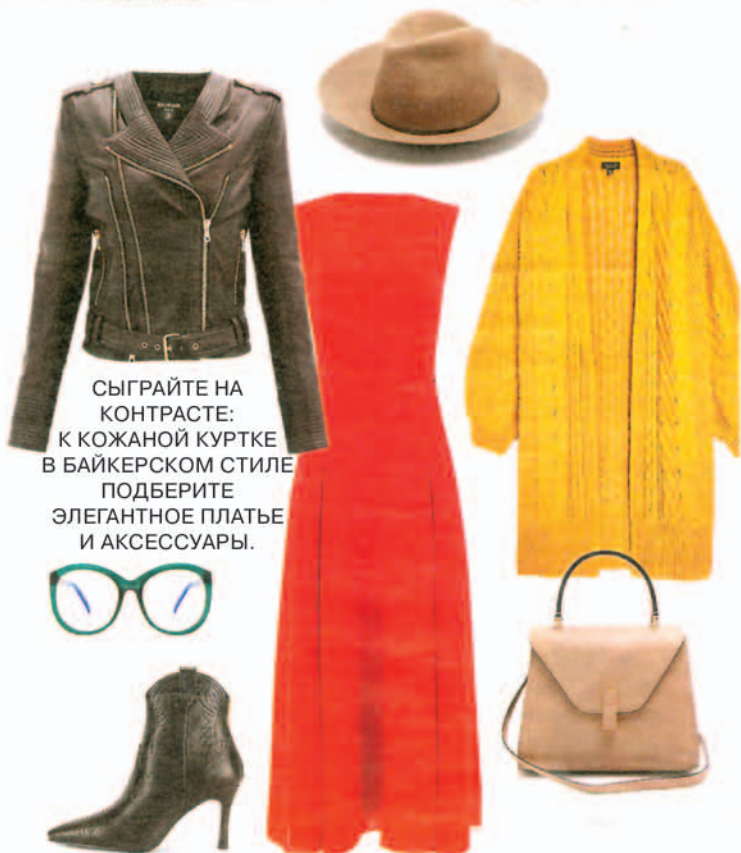 СЫГРАЙТЕ НА
КОНТРАСТЕ:
К КОЖАНОЙ КУРТКЕ
В БАЙКЕРСКОМ СТИЛЕ
ПОДБЕРИТЕ
ЭЛЕГАНТНОЕ ПЛАТЬЕ
И АКСЕССУАРЫ.